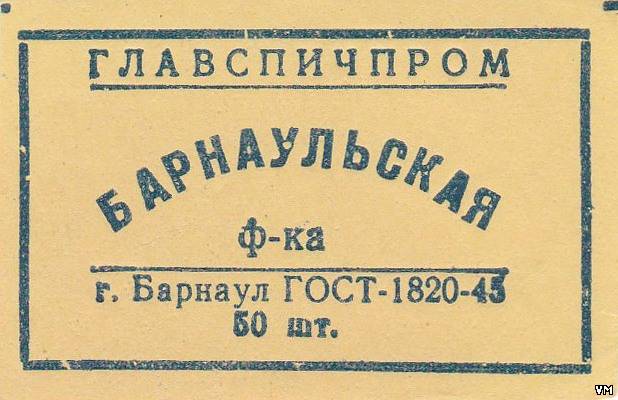 ГЛАВСПИЧПРОМ
БАРНАУЛЬСКАЯ
ф-ка
г. Барнаул ГОСТ-1820-45
50 шт.
VM